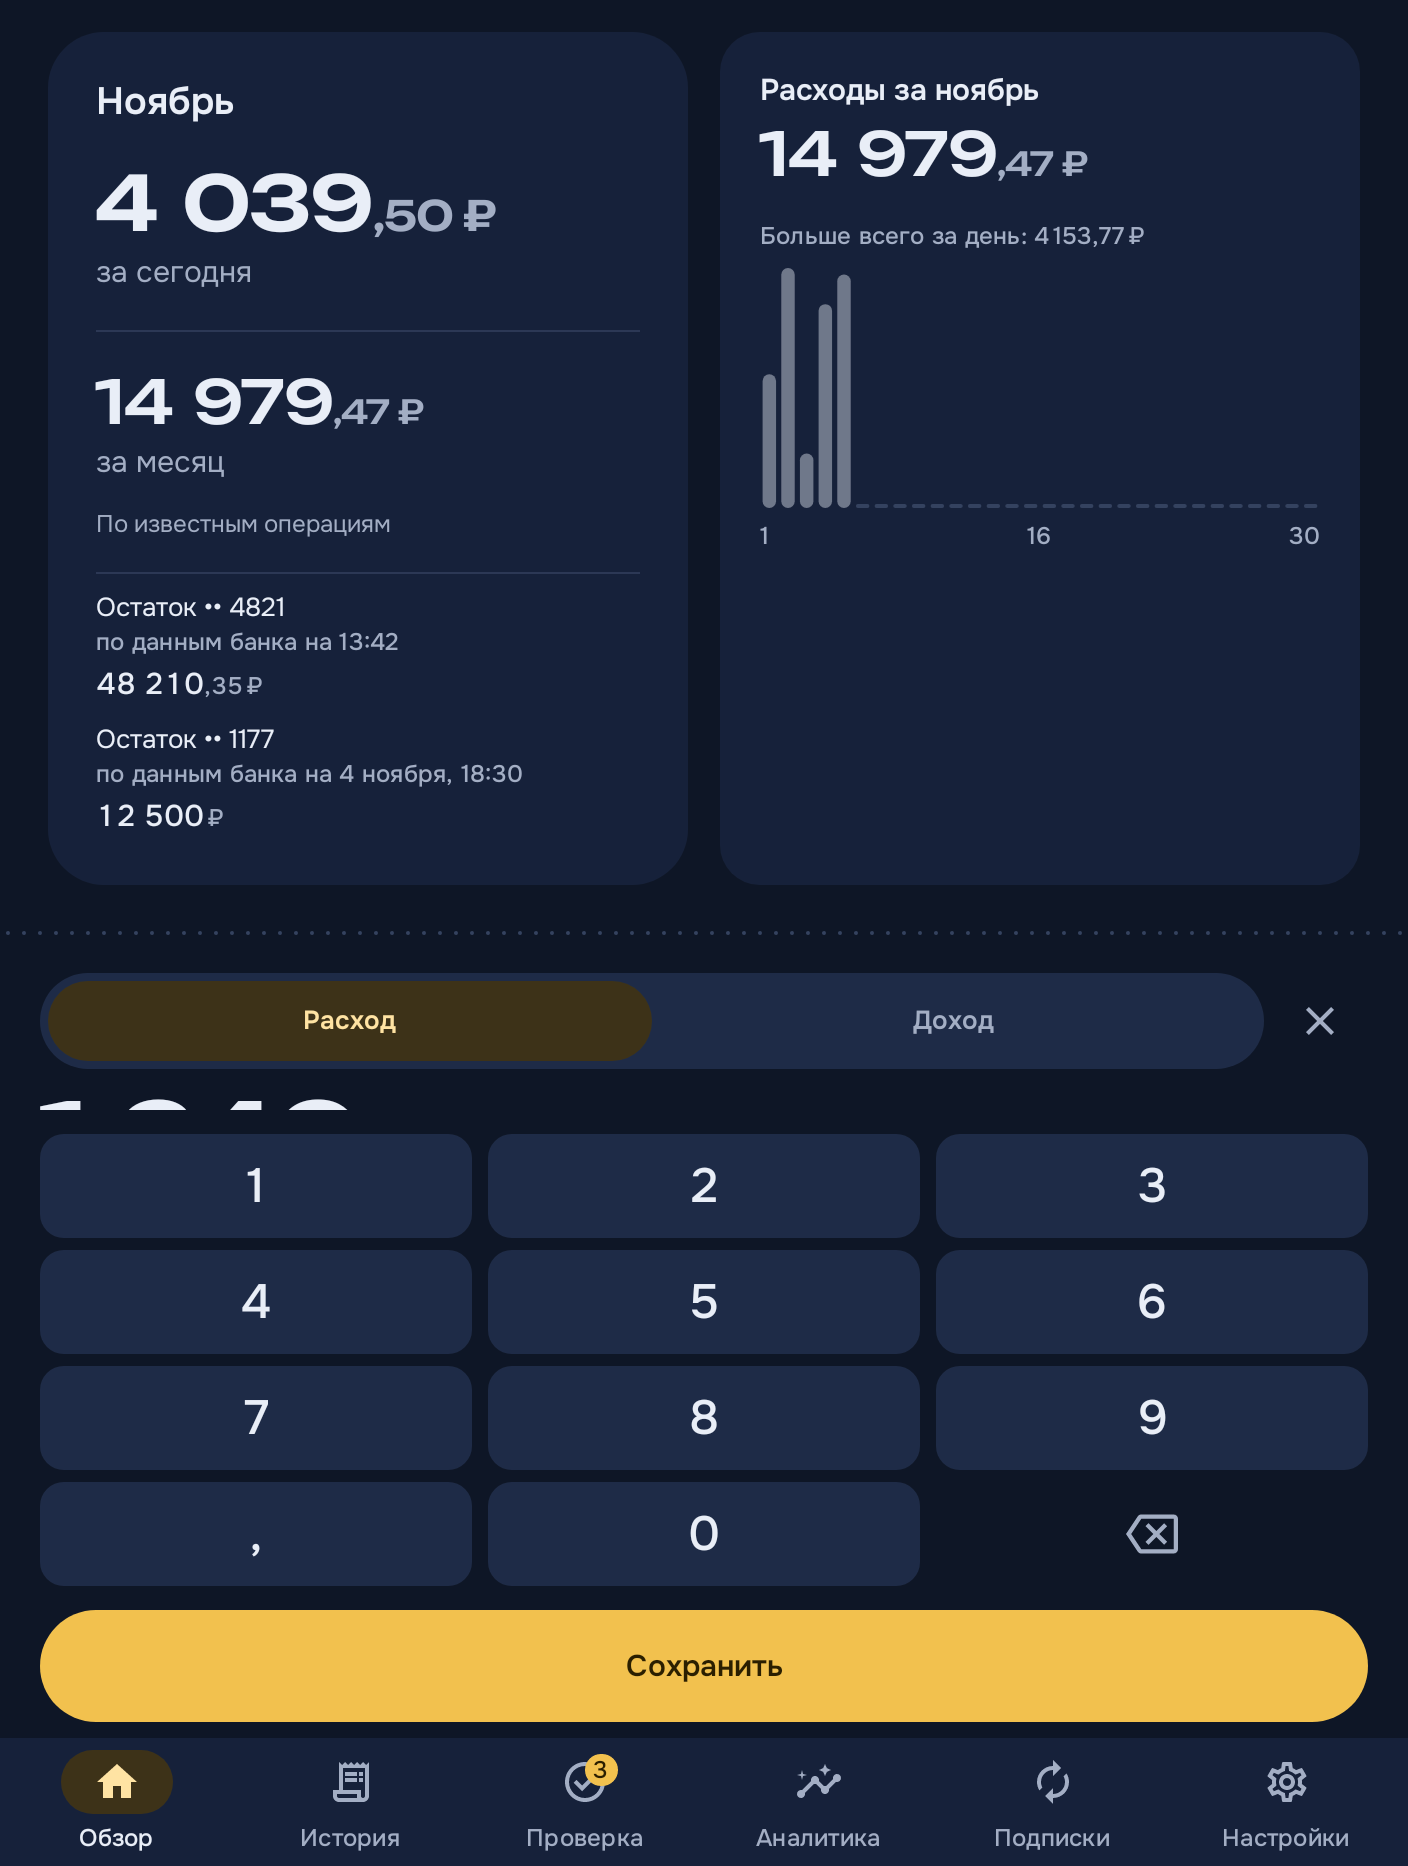 Ноябрь
4 039,50 ₽
за сегодня
14 979,47 ₽
за месяц
По известным операциям
Остаток •• 4821
по данным банка на 13:42
48 210,35 ₽
Остаток •• 1177
по данным банка на 4 ноября, 18:30
12 500 ₽
Расходы за ноябрь
14 979,47 ₽
Больше всего за день: 4 153,77 ₽
1 16 30
Расход Доход
1 2 3
4 5 6
7 8 9
, 0
Сохранить
3
Обзор История Проверка Аналитика Подписки Настройки